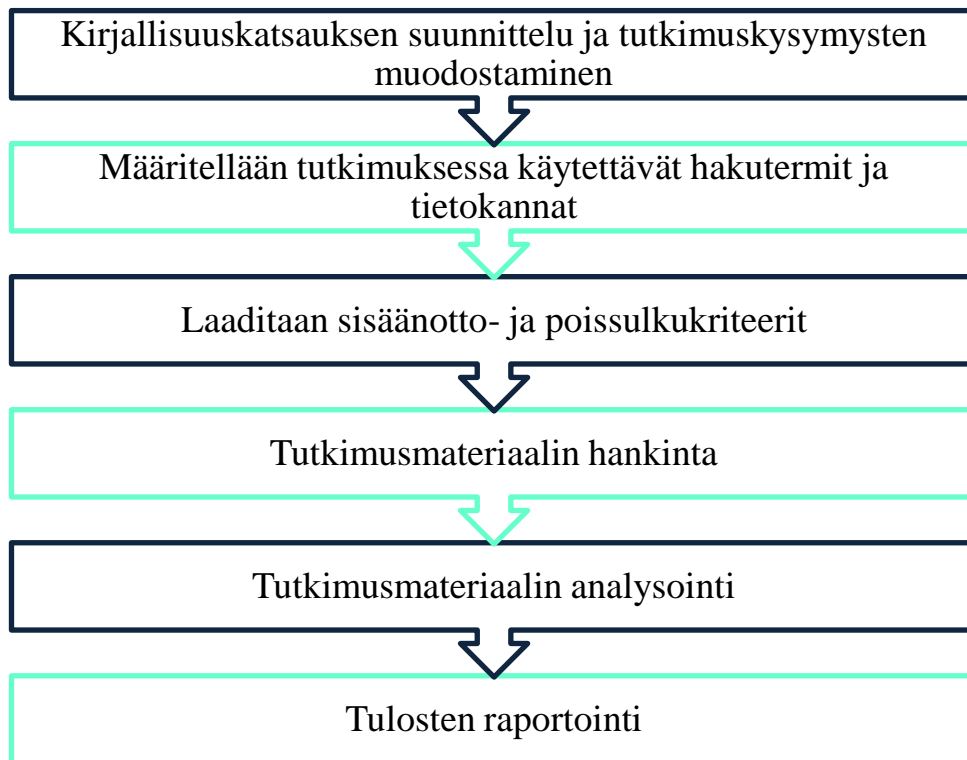 Kirjallisuuskatsauksen suunnittelu ja tutkimuskysymysten
muodostaminen
Määritellään tutkimuksessa käytettävät hakutermit ja
tietokannat
Laaditaan sisäänotto- ja poissulkukriteerit
Tutkimusmateriaalin hankinta
Tutkimusmateriaalin analysointi
Tulosten raportointi